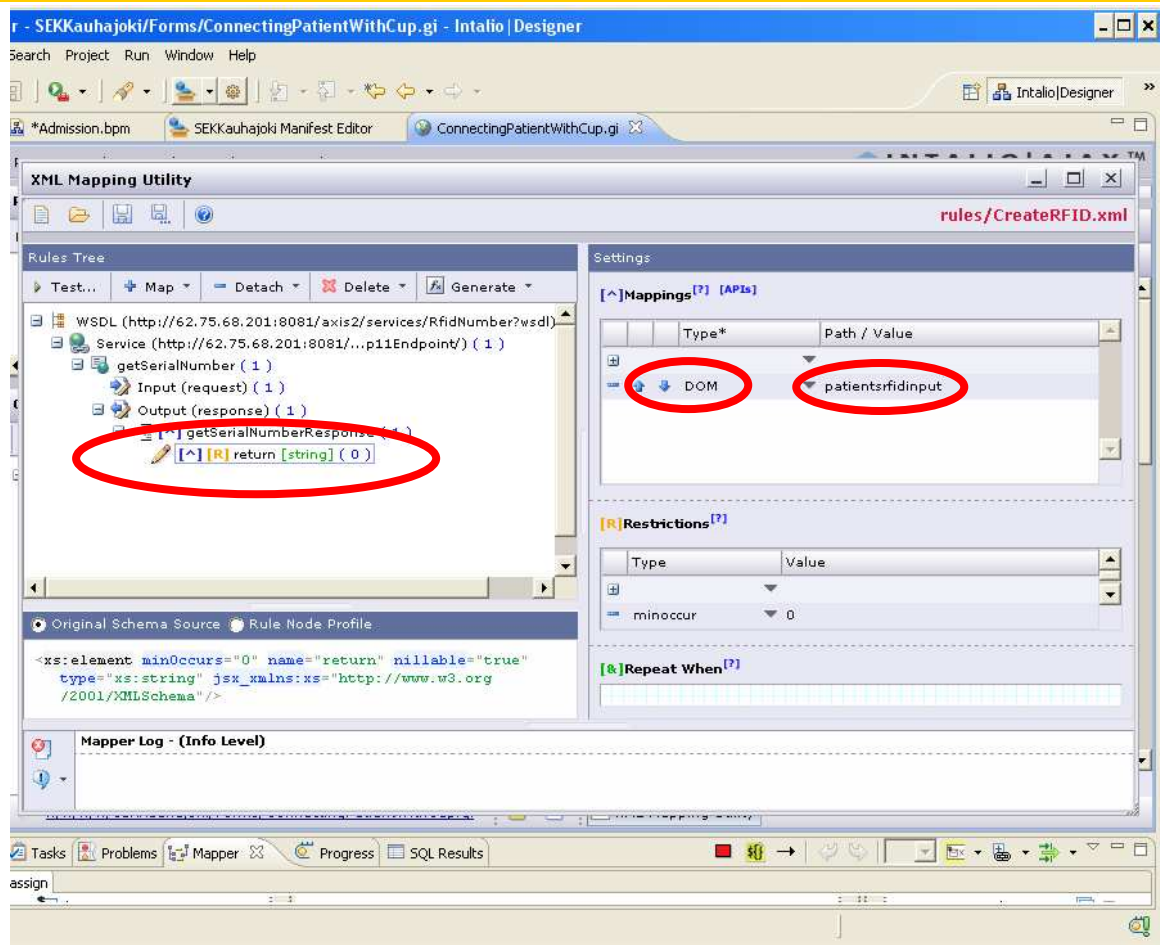 r - SEKKauhajoki/Forms/ConnectingPatientWithCup.gi - Intalio|Designer
Search Project Run Window Help
Intalio|Designer
»
*Admission.bpm SEKKauhajoki Manifest Editor ConnectingPatientWithCup.gi
XML Mapping Utility
rules/CreateRFID.xml
Rules Tree
Test... Map Detach Delete Generate
WSDL (http://62.75.68.201:8081/axis2/services/RfidNumber?wsdl)
Service (http://62.75.68.201:8081/...p11Endpoint/) ( 1 )
getSerialNumber ( 1 )
Input (request) ( 1 )
Output (response) ( 1 )
[^] getSerialNumberResponse ( 1 )
[^] [R] return [string] ( 0 )
Original Schema Source Rule Node Profile
<xs:element minOccurs="0" name="return" nillable="true"
type="xs:string" jsx_xmlns:xs="http://www.w3.org
/2001/XMLSchema"/>
Settings
[^]Mappings[?] [APIs]
Type* Path / Value
DOM patientsrfidinput
[R]Restrictions[?]
Type Value
minoccur 0
[&]Repeat When[?]
Mapper Log - (Info Level)
Tasks Problems Mapper Progress SQL Results
assign